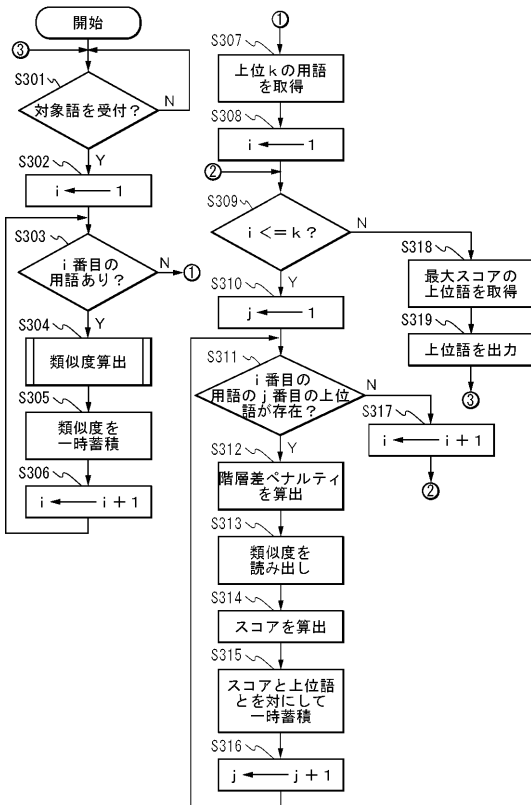 開始
③
S301
対象語を受付？
N
Y
S302
i ← 1
S303
i 番目の
用語あり？
N
①
Y
S304
類似度算出
S305
類似度を
一時蓄積
S306
i ← i + 1
①
S307
上位ｋの用語
を取得
S308
i ← 1
②
S309
i <= k ?
N
Y
S310
j ← 1
S311
i 番目の
用語の j 番目の上位
語が存在？
N
Y
S312
階層差ペナルティ
を算出
S313
類似度を
読み出し
S314
スコアを算出
S315
スコアと上位語
とを対にして
一時蓄積
S316
j ← j + 1
S317
i ← i + 1
②
S318
最大スコアの
上位語を取得
S319
上位語を出力
③